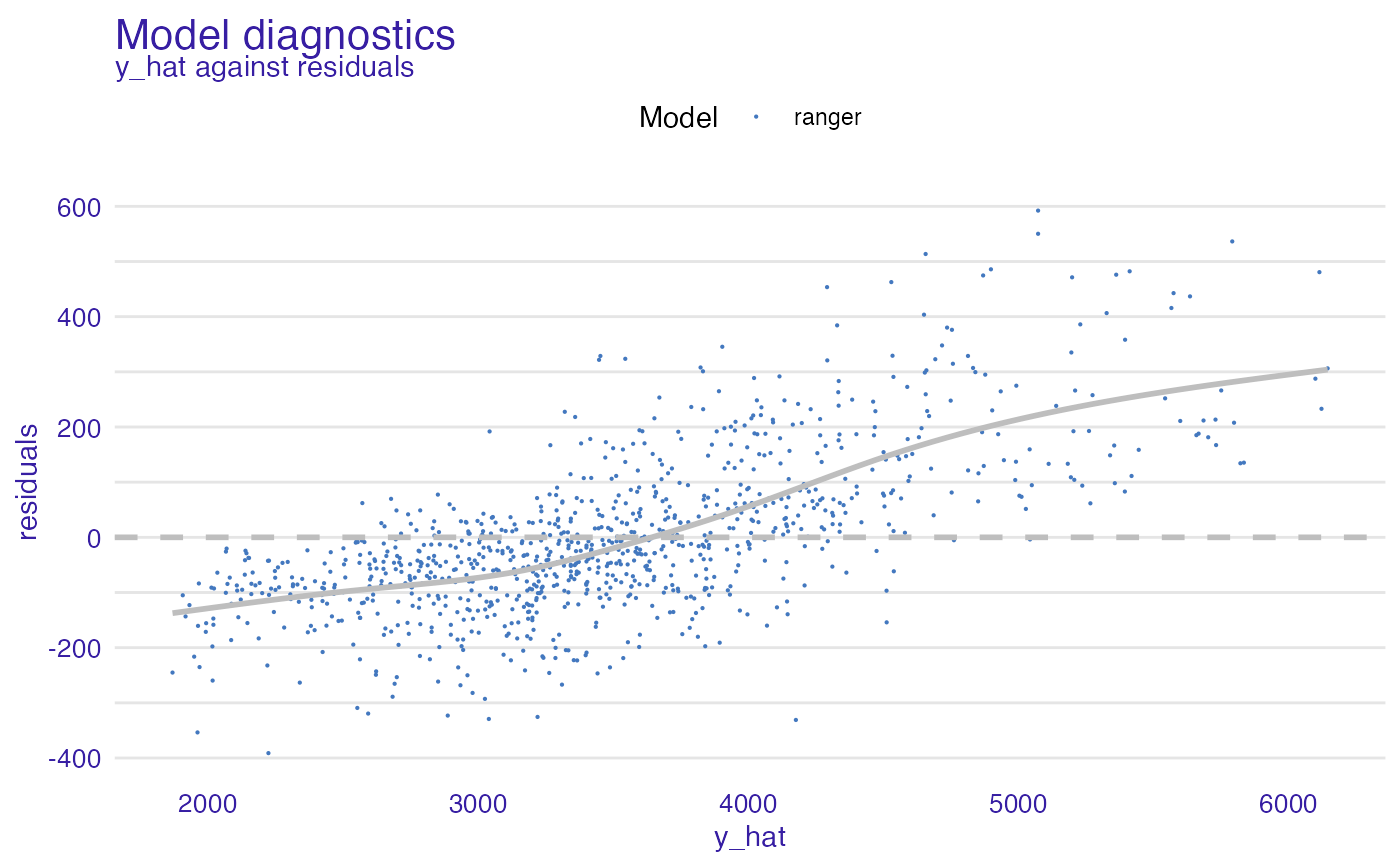 Model diagnostics
y_hat against residuals
Model ranger
600
400
200
0
-200
-400
residuals
2000 3000 4000 5000 6000
y_hat